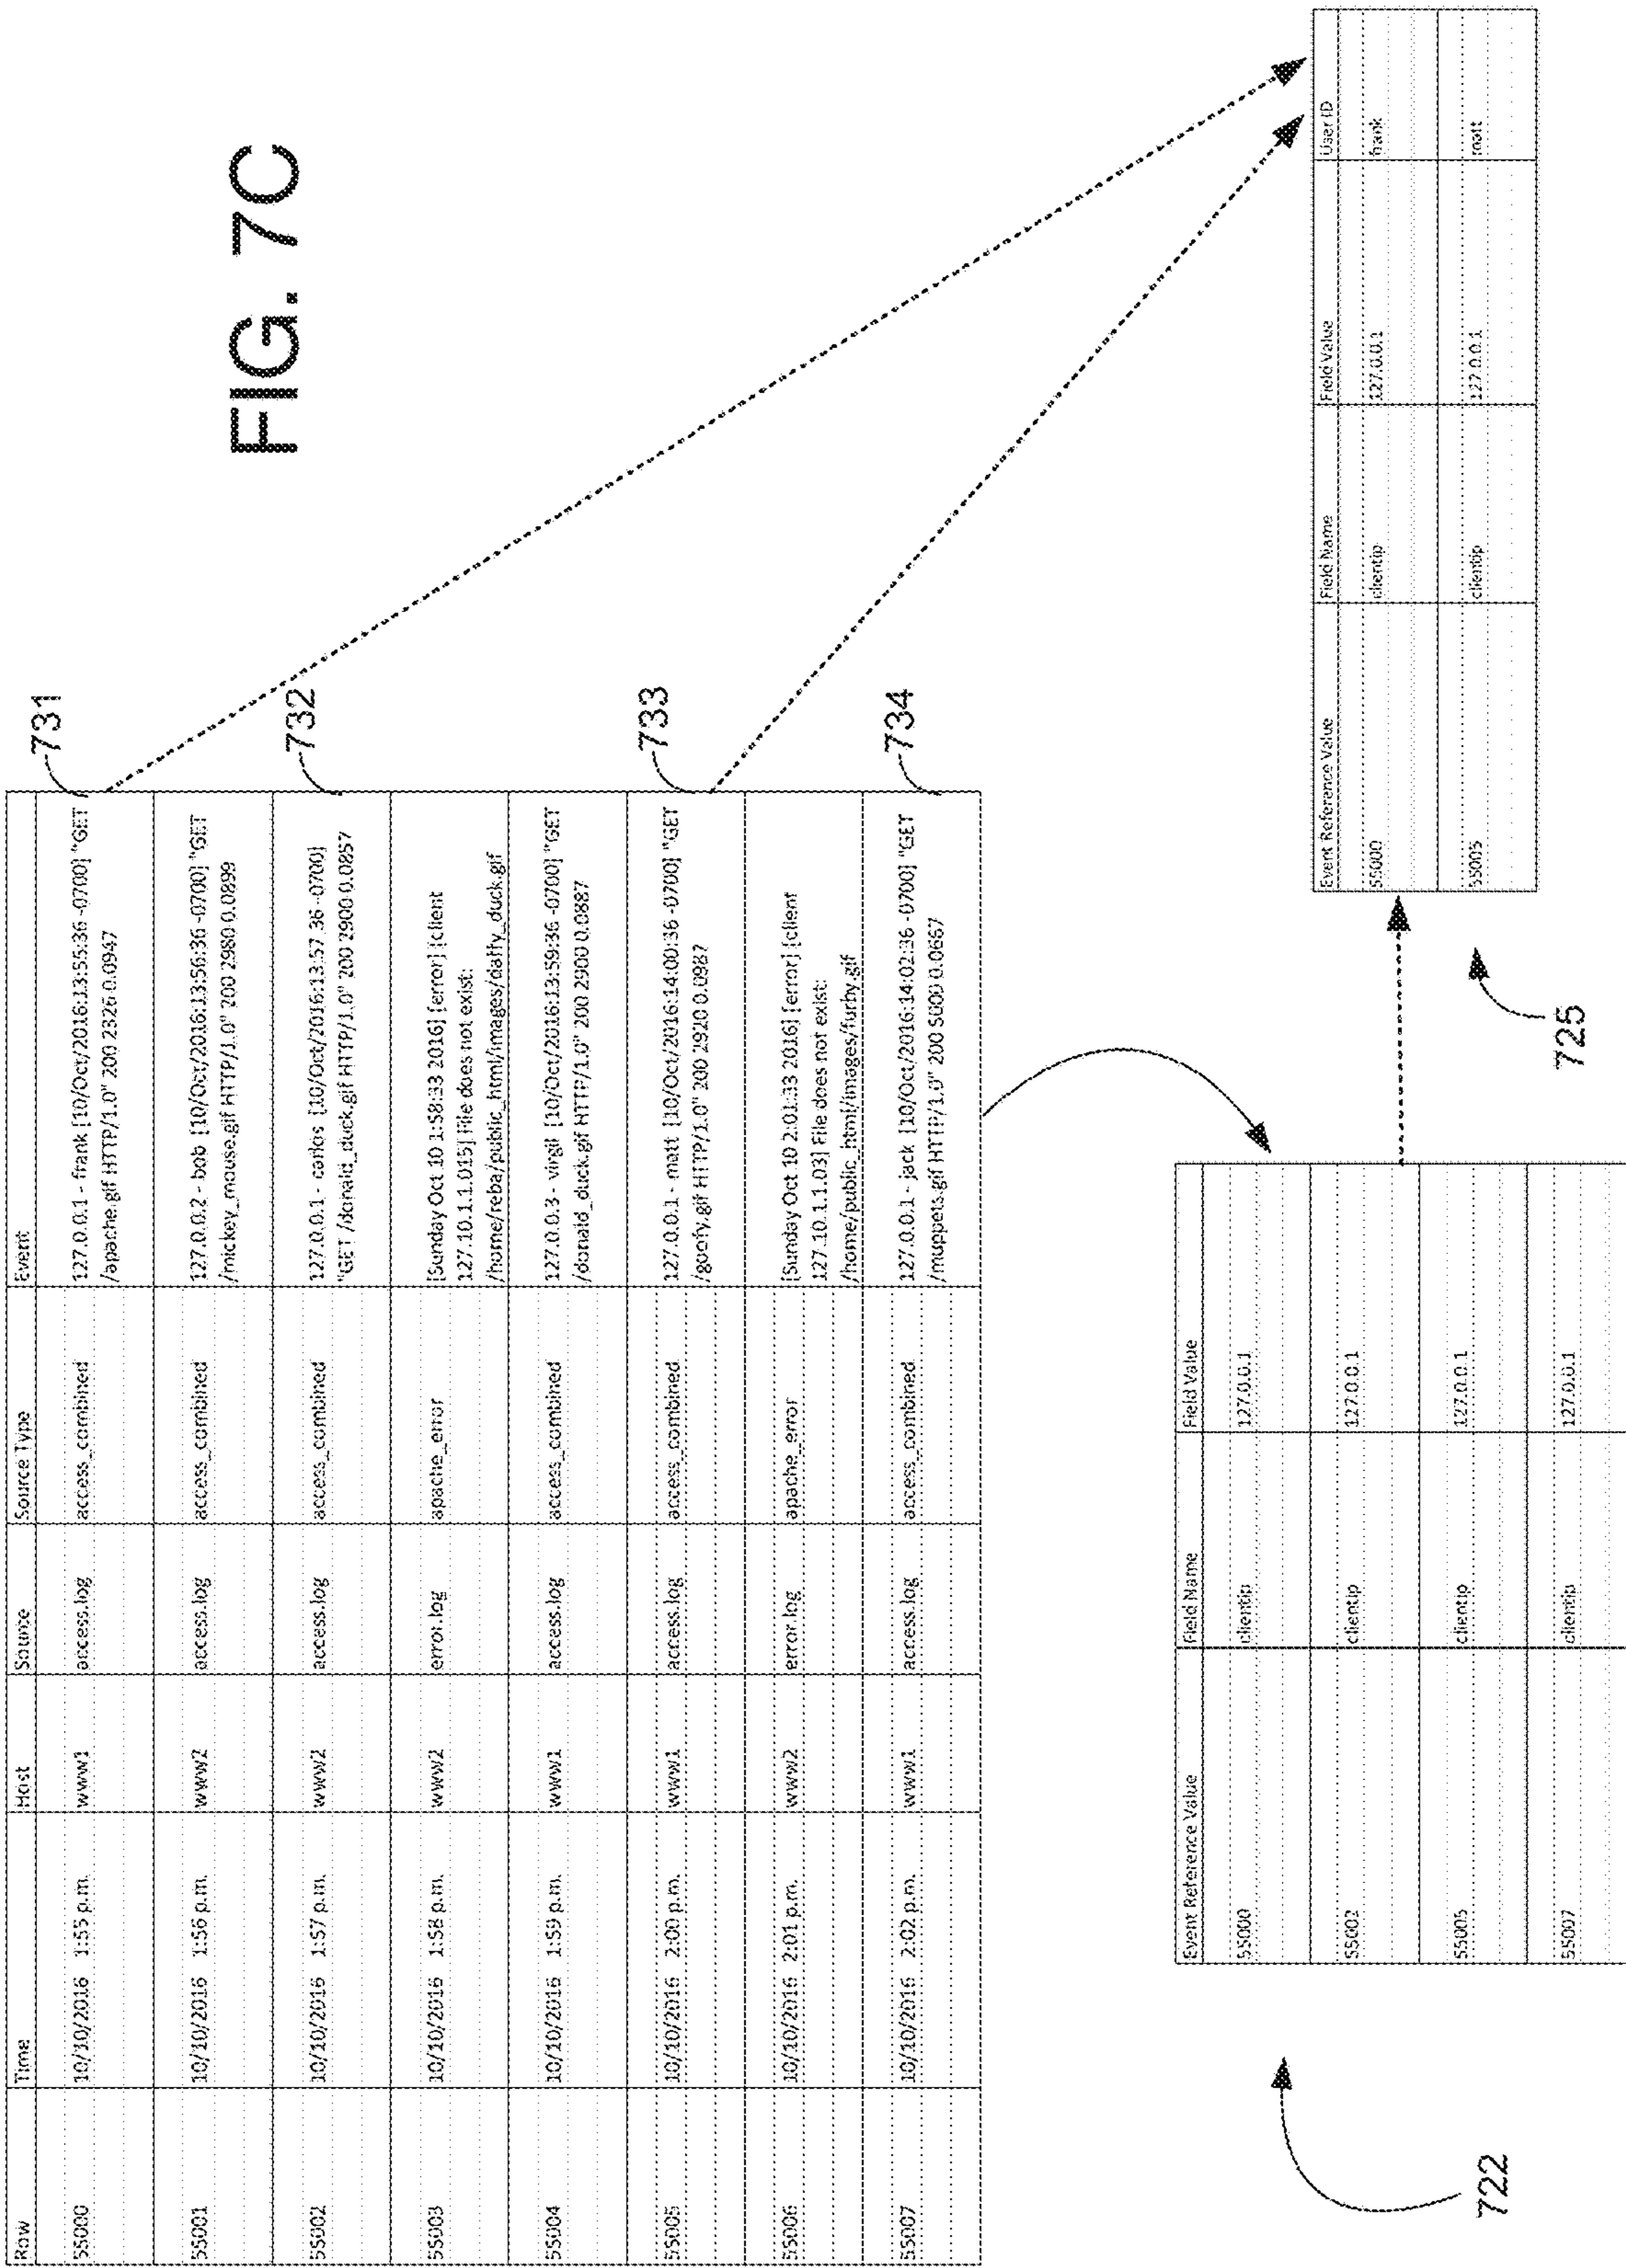 FIG. 7C
Row Time Host Source Source Type Event
55000 10/10/2016 1:55 p.m. www1 access.log access_combined 127.0.0.1 - frank [10/Oct/2016:13:55:36 -0700] "GET
/apache.gif HTTP/1.0" 200 2326 0.0947
731
55001 10/10/2016 1:56 p.m. www2 access.log access_combined 127.0.0.2 - bob [10/Oct/2016:13:56:36 -0700] "GET
/mickey_mouse.gif HTTP/1.0" 200 2980 0.0899
55002 10/10/2016 1:57 p.m. www2 access.log access_combined 127.0.0.1 - carlos [10/Oct/2016:13:57:36 -0700]
"GET /donald_duck.gif HTTP/1.0" 200 2900 0.0857
732
55003 10/10/2016 1:58 p.m. www2 error.log apache_error [Sunday Oct 10 1:58:33 2016] [error] [client
127.10.1.1.015] File does not exist:
/home/reba/public_html/images/daffy_duck.gif
55004 10/10/2016 1:59 p.m. www1 access.log access_combined 127.0.0.3 - virgil [10/Oct/2016:13:59:36 -0700] "GET
/donald_duck.gif HTTP/1.0" 200 2900 0.0887
55005 10/10/2016 2:00 p.m. www1 access.log access_combined 127.0.0.1 - matt [10/Oct/2016:14:00:36 -0700] "GET
/goofy.gif HTTP/1.0" 200 2920 0.0987
733
55006 10/10/2016 2:01 p.m. www2 error.log apache_error [Sunday Oct 10 2:01:33 2016] [error] [client
127.10.1.1.03] File does not exist:
/home/public_html/images/furby.gif
55007 10/10/2016 2:02 p.m. www1 access.log access_combined 127.0.0.1 - jack [10/Oct/2016:14:02:36 -0700] "GET
/muppets.gif HTTP/1.0" 200 5000 0.0667
734
Event Reference Value Field Name Field Value
55000 clientip 127.0.0.1
55002 clientip 127.0.0.1
55005 clientip 127.0.0.1
55007 clientip 127.0.0.1
722
Event Reference Value Field Name Field Value User ID
55000 clientip 127.0.0.1 frank
55005 clientip 127.0.0.1 matt
725